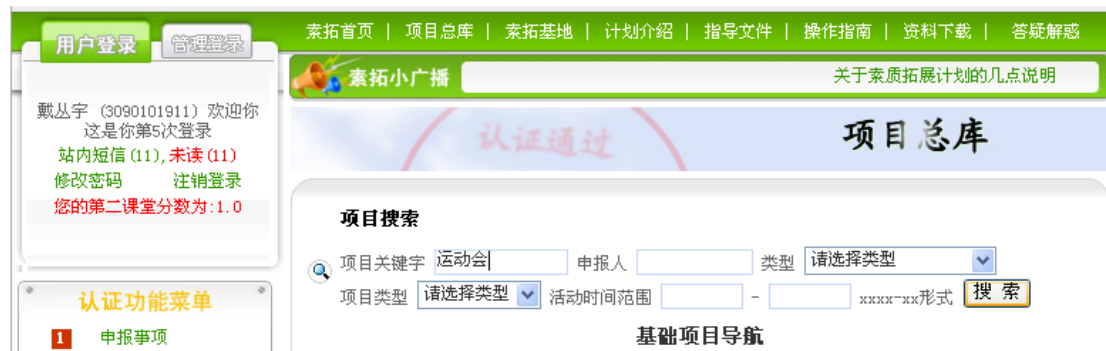 用户登录 管理登录
素拓首页 | 项目总库 | 素拓基地 | 计划介绍 | 指导文件 | 操作指南 | 资料下载 | 答疑解惑
素拓小广播 关于素质拓展计划的几点说明
戴丛宇 (3090101911) 欢迎你
这是你第5次登录
站内短信(11),未读(11)
修改密码 注销登录
您的第二课堂分数为:1.0
认证通过 项目总库
项目搜索
项目关键字 运动会 申报人 类型 请选择类型
项目类型 请选择类型 活动时间范围 - xxxx-xx形式 搜 索
基础项目导航
认证功能菜单
1 申报事项